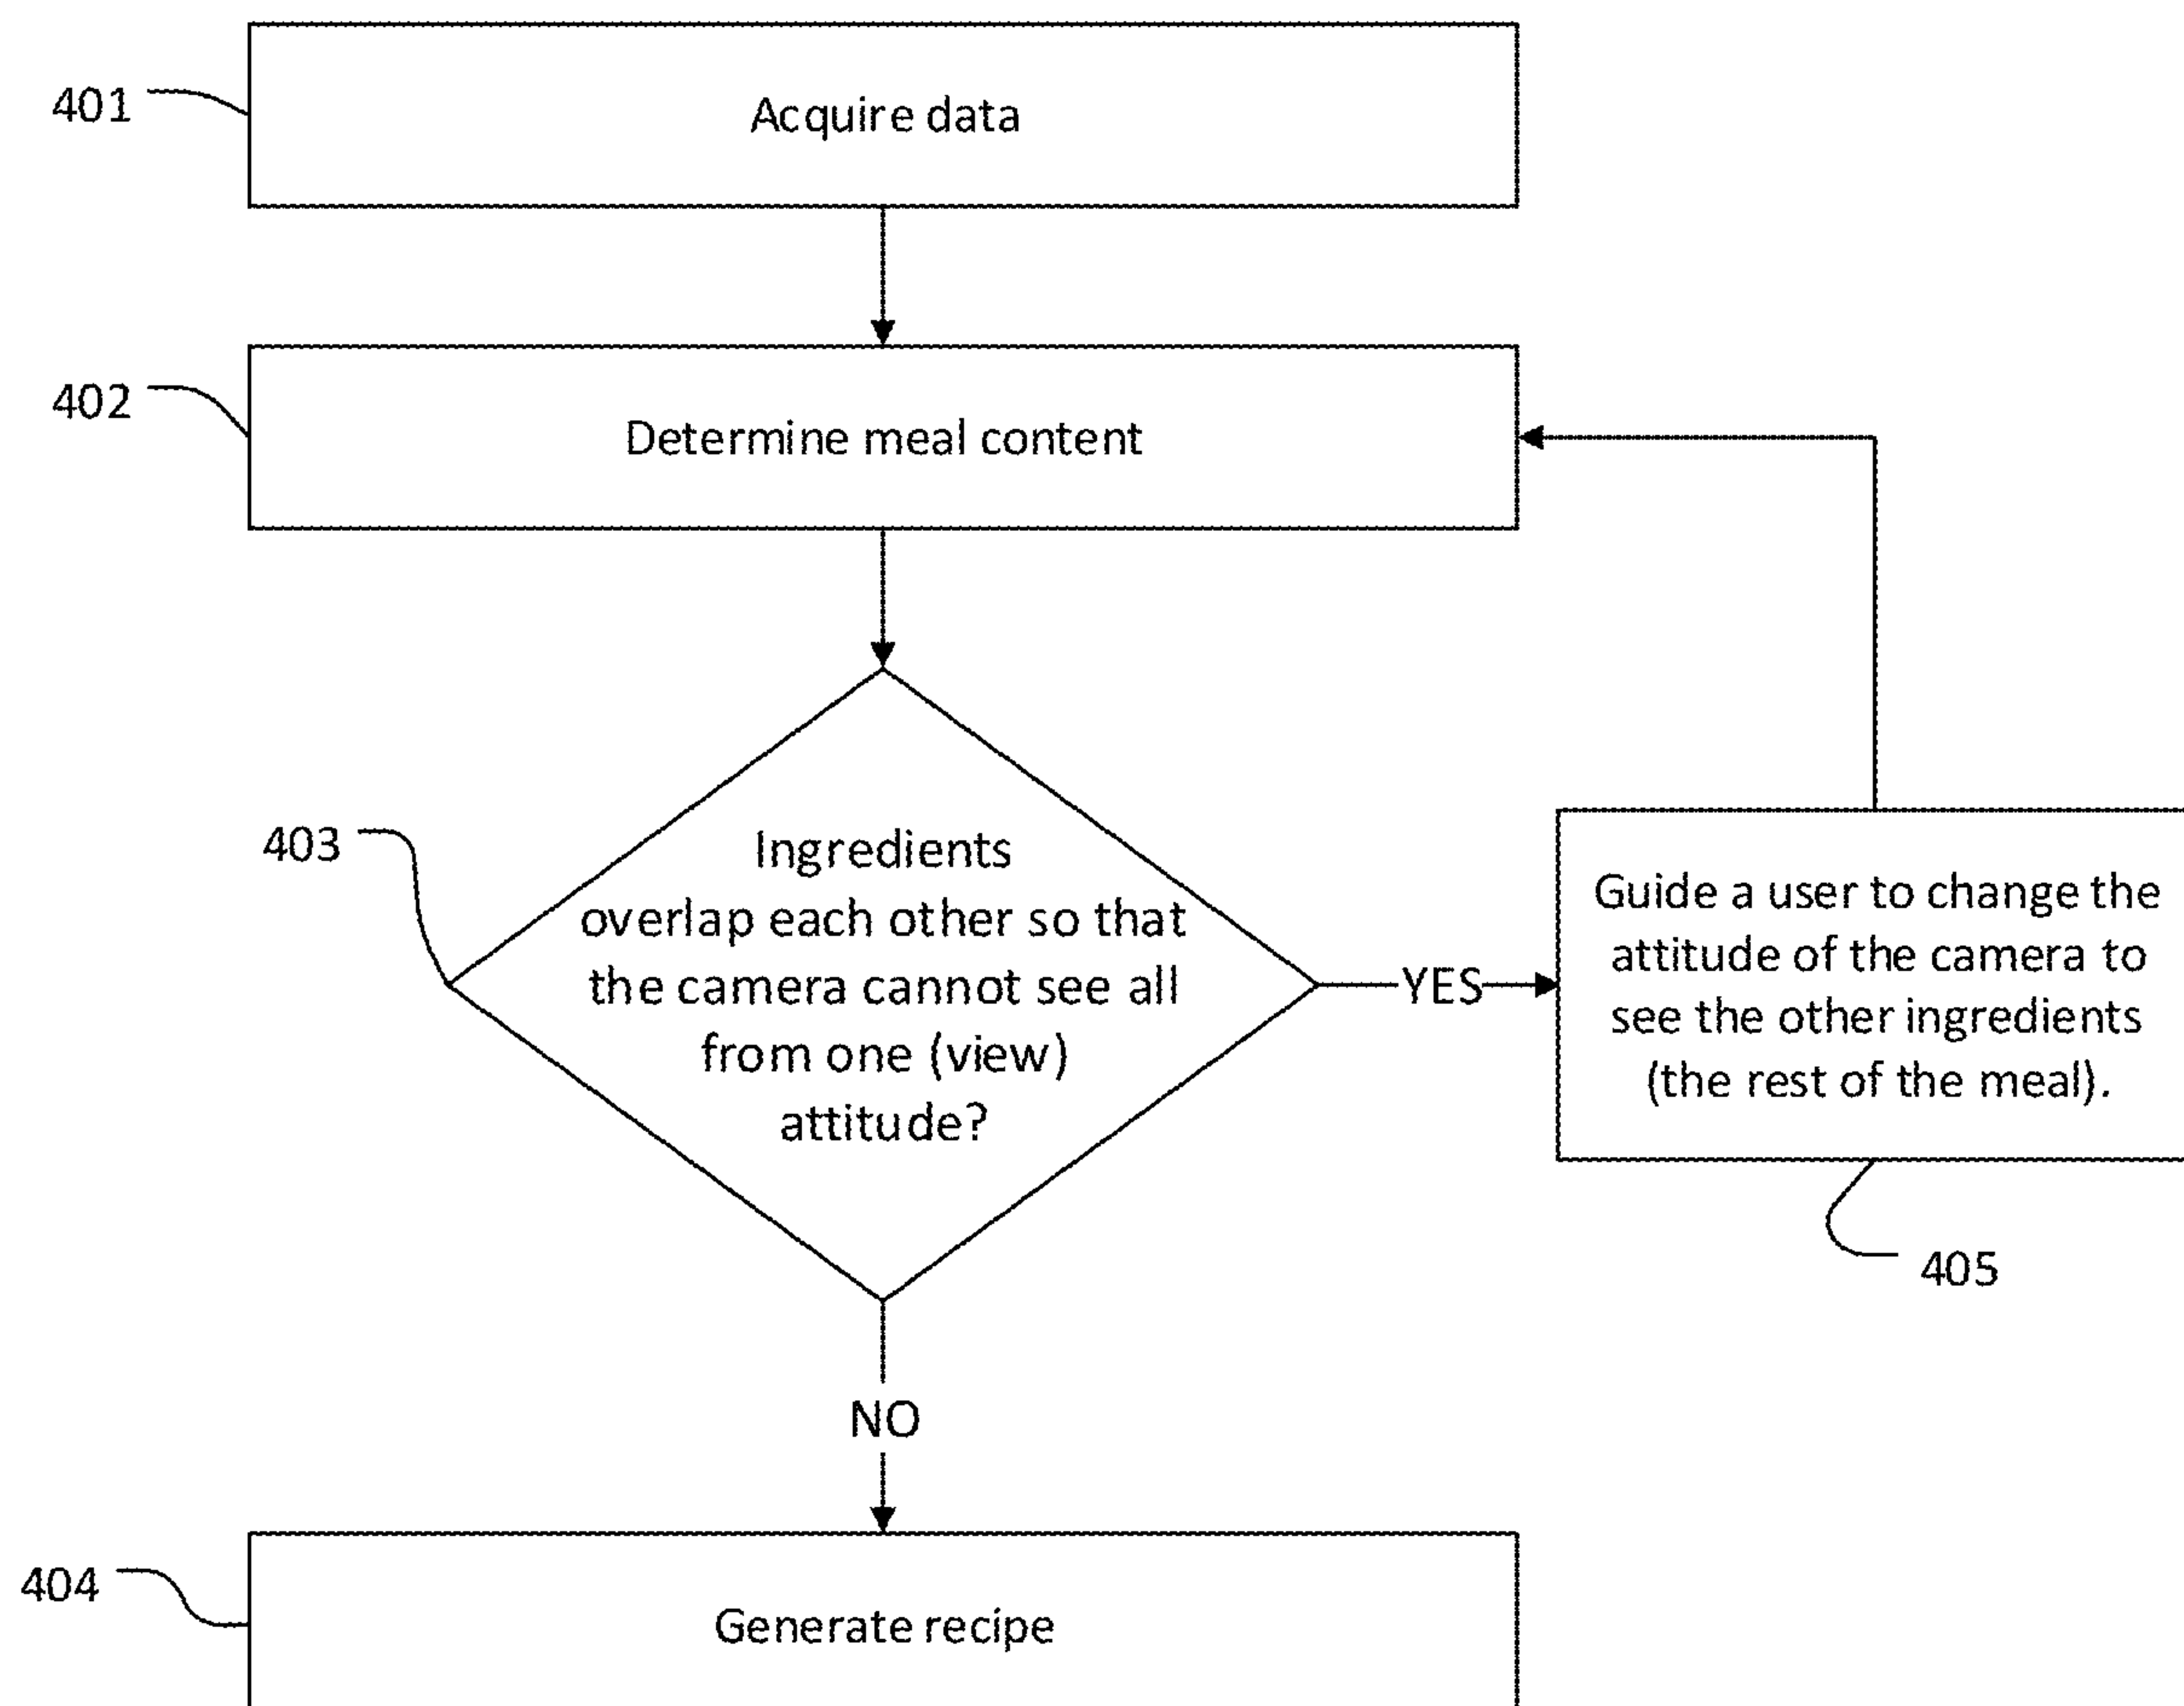 401
Acquire data
402
Determine meal content
403
Ingredients
overlap each other so that
the camera cannot see all
from one (view)
attitude?
YES
Guide a user to change the
attitude of the camera to
see the other ingredients
(the rest of the meal).
405
NO
404
Generate recipe